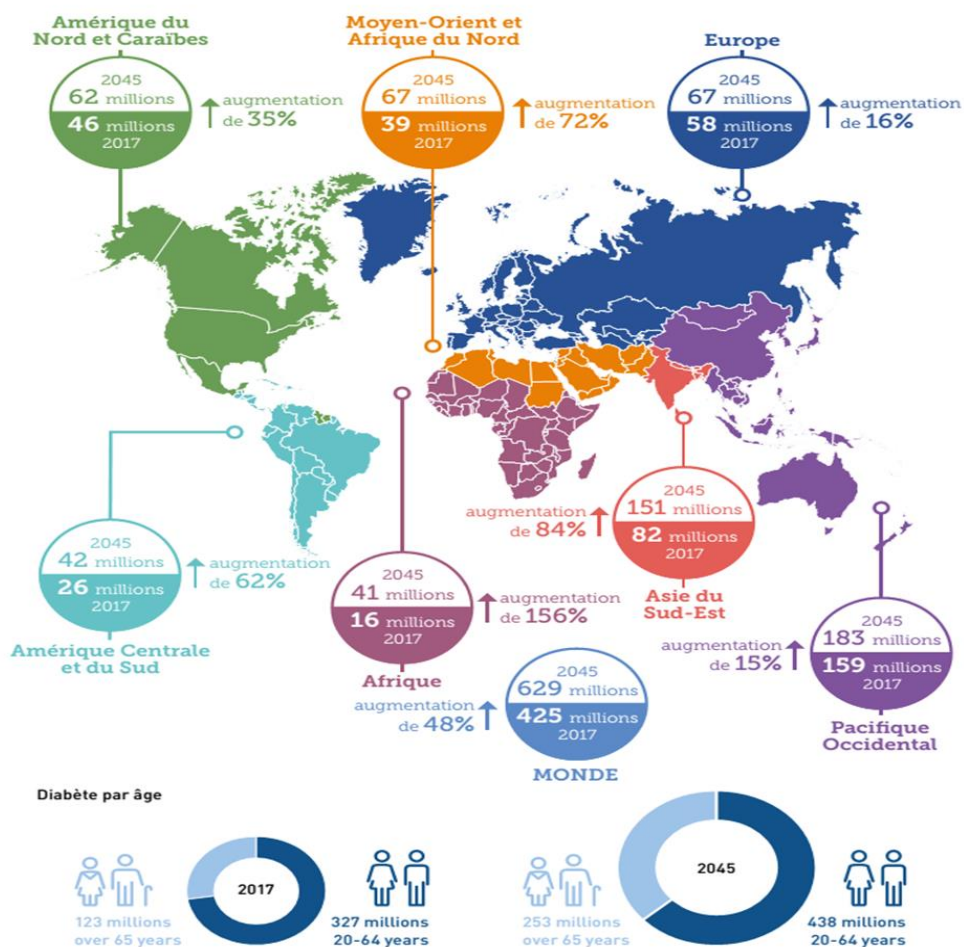 Amérique du
Nord et Caraïbes
2045
62 millions
46 millions
2017
augmentation
de 35%
Moyen-Orient et
Afrique du Nord
2045
67 millions
39 millions
2017
augmentation
de 72%
Europe
2045
67 millions
58 millions
2017
augmentation
de 16%
2045
42 millions
26 millions
2017
augmentation
de 62%
Amérique Centrale
et du Sud
2045
41 millions
16 millions
2017
augmentation
de 156%
Afrique
augmentation
de 84%
2045
151 millions
82 millions
2017
Asie du
Sud-Est
augmentation
de 15%
2045
183 millions
159 millions
2017
Pacifique
Occidental
augmentation
de 48%
2045
629 millions
425 millions
2017
MONDE
Diabète par âge
2017
123 millions
over 65 years
327 millions
20-64 years
2045
253 millions
over 65 years
438 millions
20-64 years